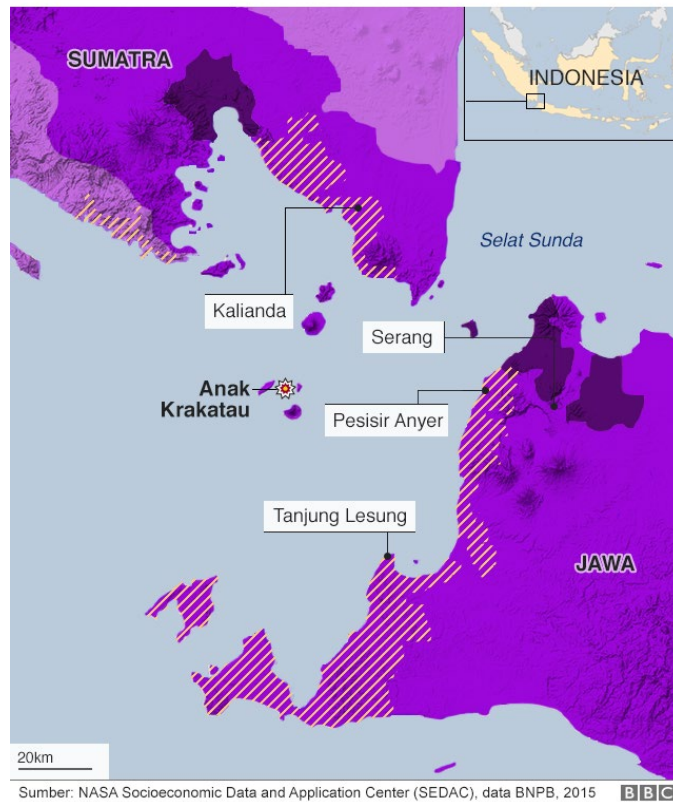 SUMATRA
INDONESIA
Selat Sunda
Kalianda
Serang
Anak
Krakatau
Pesisir Anyer
Tanjung Lesung
JAWA
20km
Sumber: NASA Socioeconomic Data and Application Center (SEDAC), data BNPB, 2015
BBC